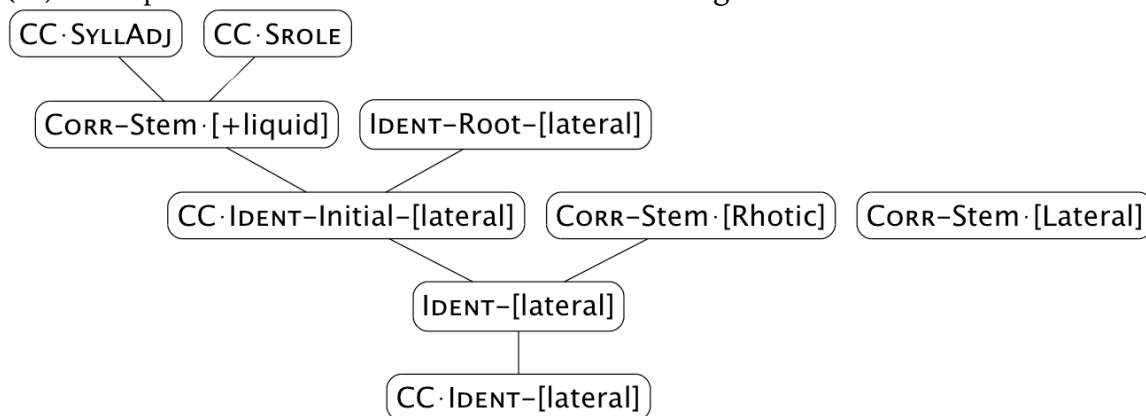 CC·SYLLADJ CC·SROLE
CORR–Stem·[+liquid] IDENT–Root–[lateral]
CC·IDENT–Initial–[lateral] CORR–Stem·[Rhotic] CORR–Stem·[Lateral]
IDENT–[lateral]
CC·IDENT–[lateral]